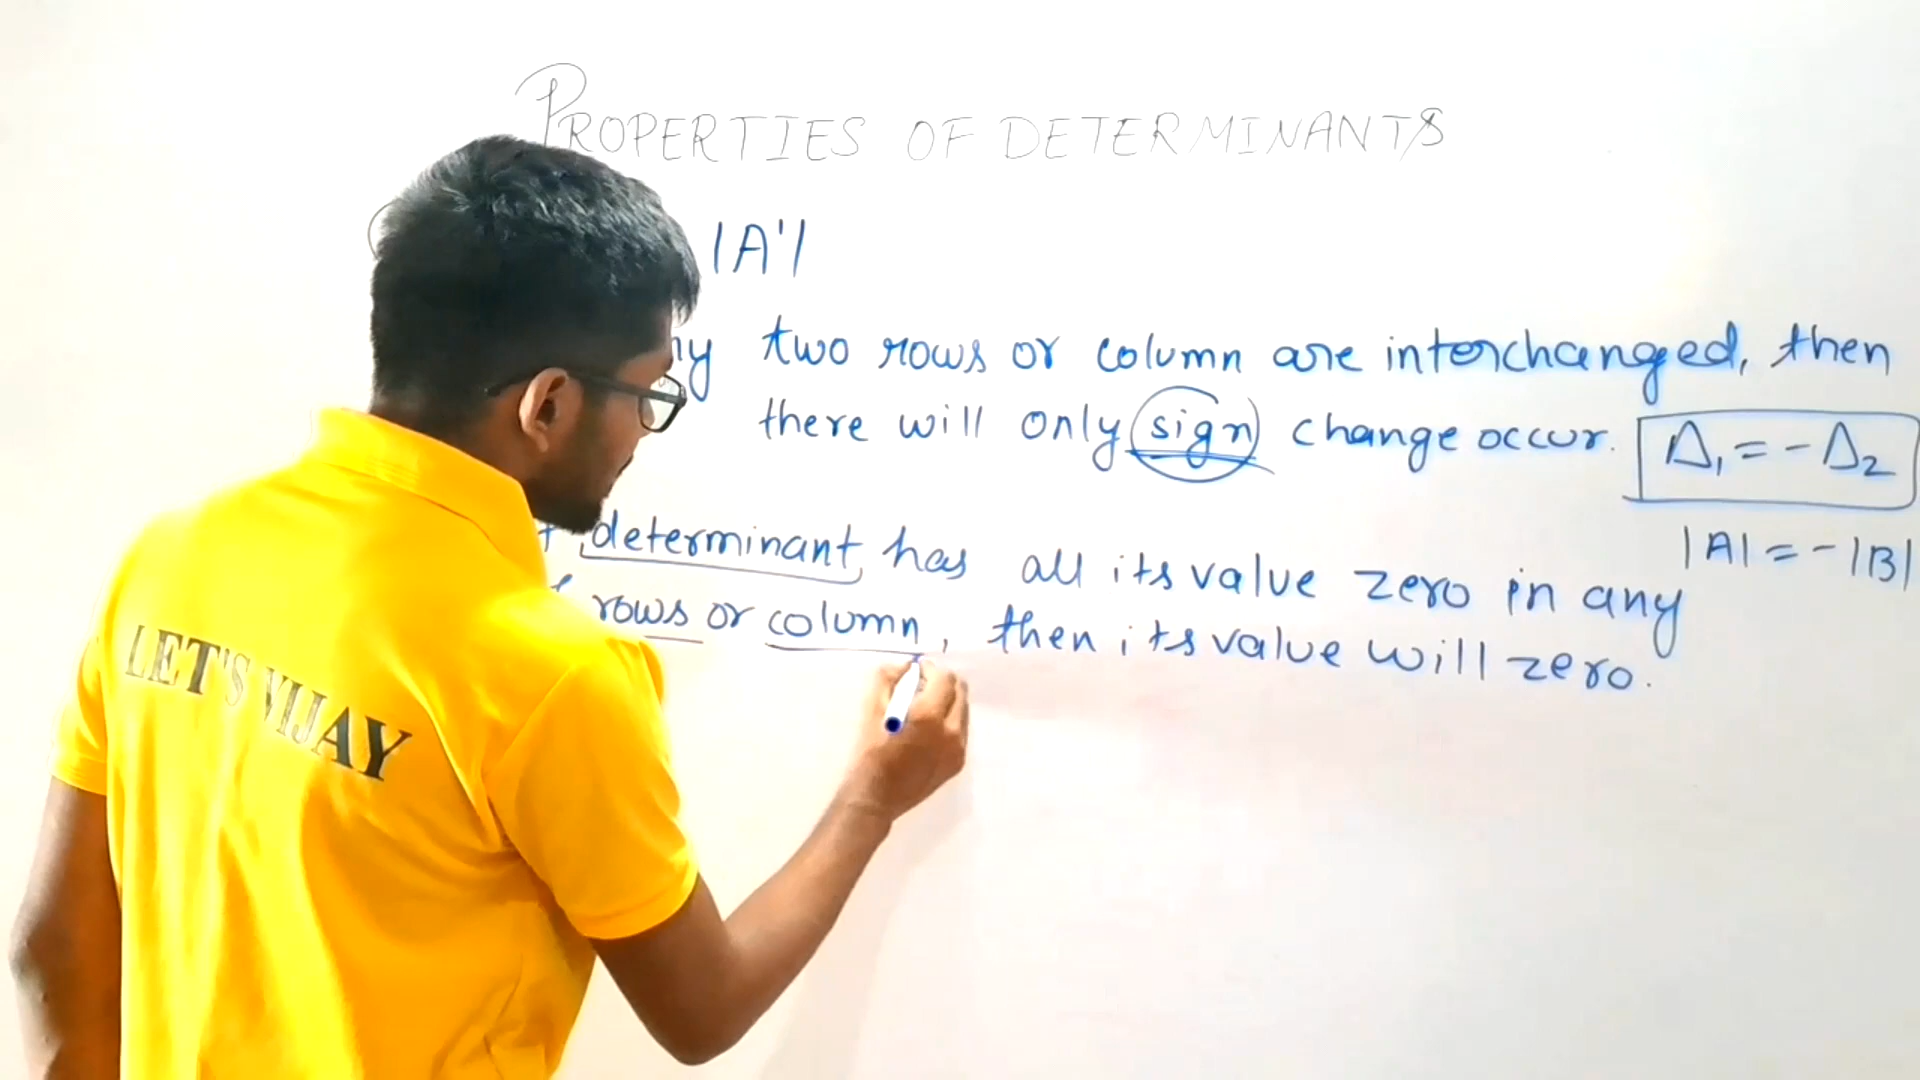 PROPERTIES OF DETERMINANTS
|A'|
two rows or column are interchanged, then
there will only sign change occur.
Δ₁ = -Δ₂
|A| = -|B|
determinant has all its value zero in any
rows or column, then its value will zero.
LET'S VIJAY